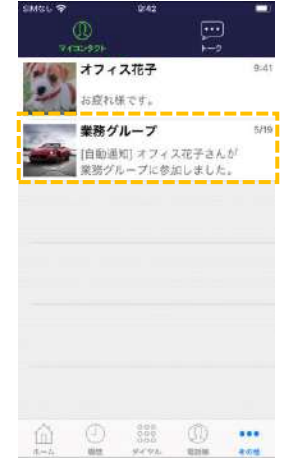 SIMなし 9:42
マイコンタクト トーク
オフィス花子 9:41
お疲れ様です。
業務グループ 5/19
[自動通知] オフィス花子さんが
業務グループに参加しました。
ホーム 履歴 ダイヤル 電話帳 その他